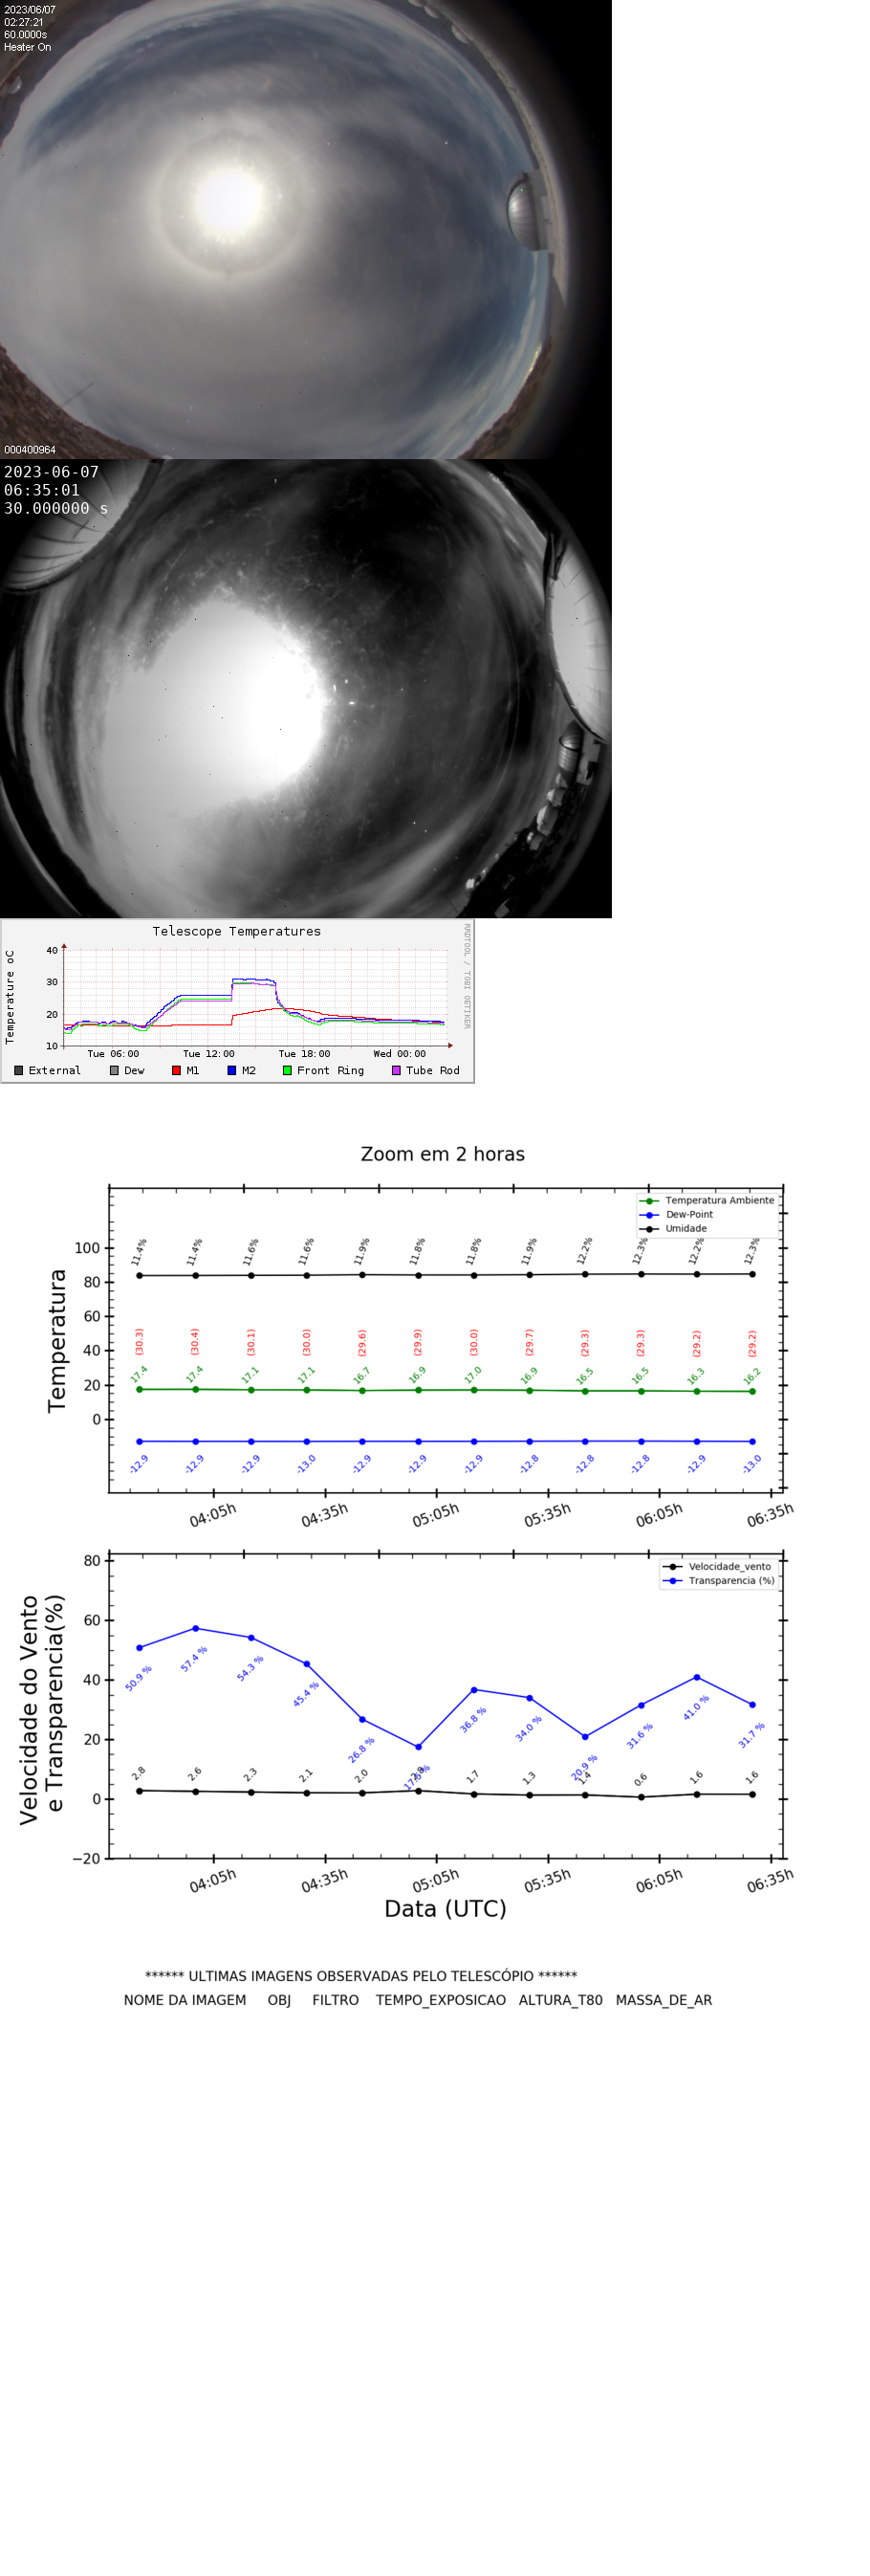 2023/06/07
02:27:21
60.0000s
Heater On
000400964
2023-06-07
06:35:01
30.000000 s
Telescope Temperatures
RRDTOOL / TOBI OETIKER
Temperature oC
40
30
20
10
Tue 06:00 Tue 12:00 Tue 18:00 Wed 00:00
External Dew M1 M2 Front Ring Tube Rod
Zoom em 2 horas
Temperatura Ambiente
Dew-Point
Umidade
Temperatura
100
80
60
40
20
0
11.4% 11.4% 11.6% 11.6% 11.9% 11.8% 11.8% 11.9% 12.2% 12.3% 12.2% 12.3%
(30.3) (30.4) (30.1) (30.0) (29.6) (29.9) (30.0) (29.7) (29.3) (29.3) (29.2) (29.2)
17.4 17.4 17.1 17.1 16.7 16.9 17.0 16.9 16.5 16.5 16.3 16.2
-12.9 -12.9 -12.9 -13.0 -12.9 -12.9 -12.9 -12.8 -12.8 -12.8 -12.9 -13.0
04:05h 04:35h 05:05h 05:35h 06:05h 06:35h
Velocidade_vento
Transparencia (%)
Velocidade do Vento
e Transparencia(%)
80
60
40
20
0
−20
50.9 % 57.4 % 54.3 % 45.4 % 26.8 % 36.8 % 34.0 % 20.9 % 31.6 % 41.0 % 31.7 %
2.8 2.6 2.3 2.1 2.0 1.7 1.3 1.4 0.6 1.6 1.6
04:05h 04:35h 05:05h 05:35h 06:05h 06:35h
Data (UTC)
****** ULTIMAS IMAGENS OBSERVADAS PELO TELESCÓPIO ******
NOME DA IMAGEM OBJ FILTRO TEMPO_EXPOSICAO ALTURA_T80 MASSA_DE_AR